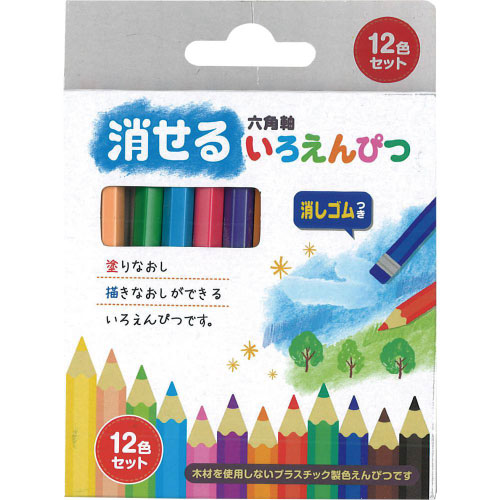 12色
セット
消せる
六角軸
いろえんぴつ
消しゴムつき
塗りなおし
描きなおしができる
いろえんぴつです。
12色
セット
木材を使用しないプラスチック製色えんぴつです